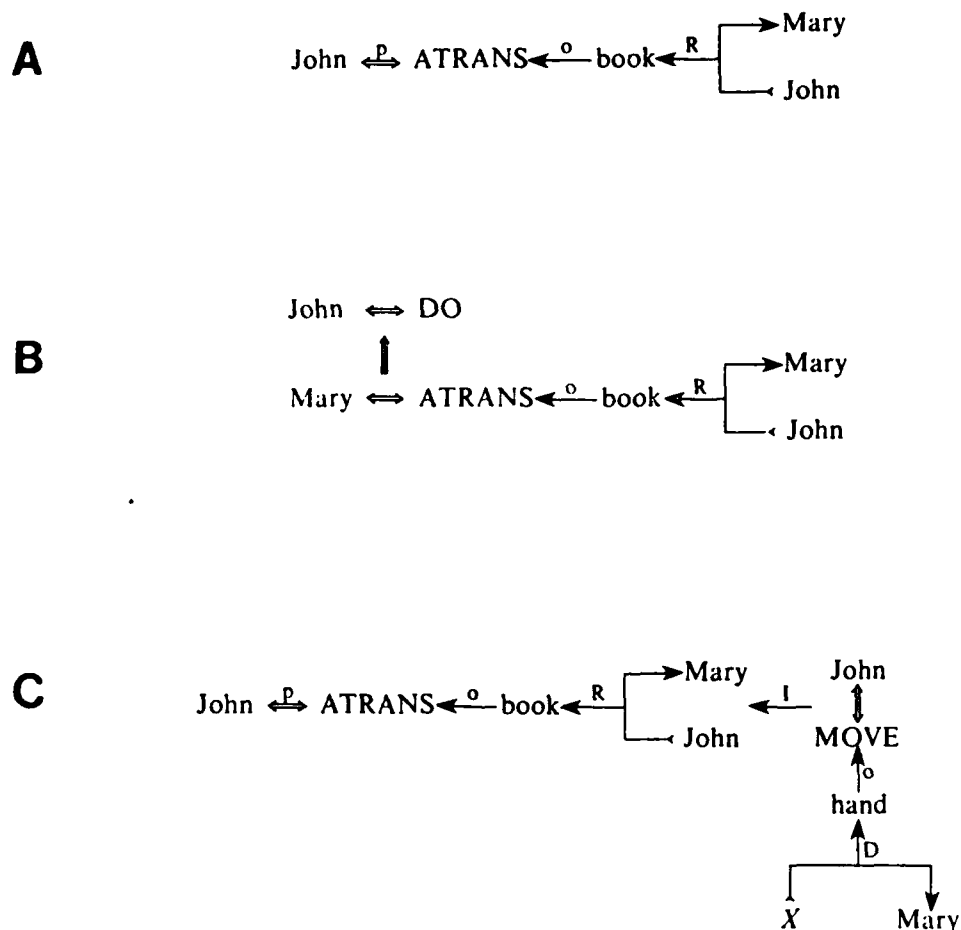 A
John p ATRANS o book R Mary
John
B
John DO
Mary ATRANS o book R Mary
John
C
John p ATRANS o book R Mary
John
I
John
MOVE
o
hand
D
X Mary